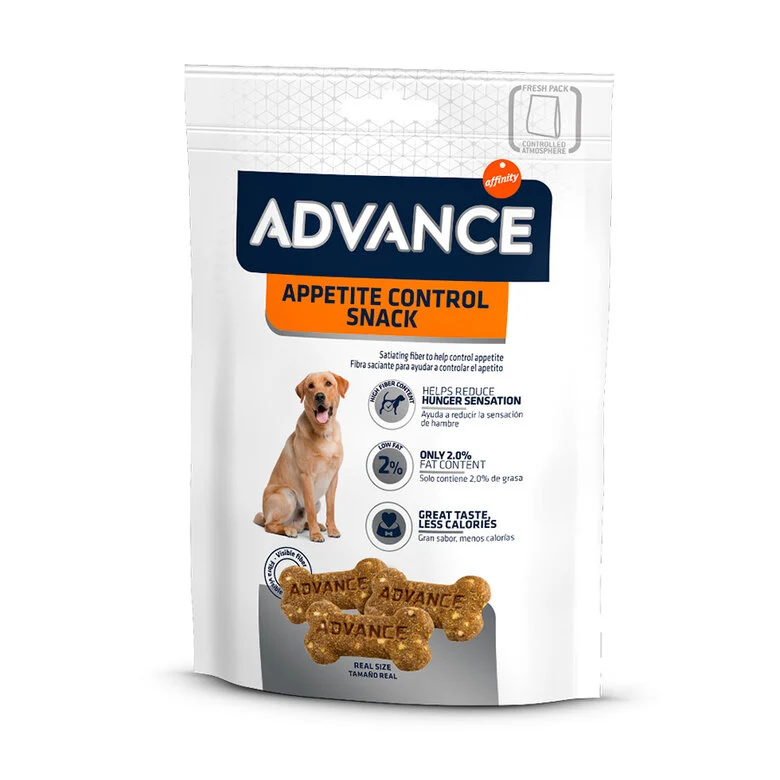 FRESH PACK
CONTROLLED
ATMOSPHERE
affinity
ADVANCE
APPETITE CONTROL
SNACK
Satiating fiber to help control appetite
Fibra saciante para ayudar a controlar el apetito
HIGH FIBER CONTENT
HELPS REDUCE
HUNGER SENSATION
Ayuda a reducir la sensación
de hambre
LOW FAT
2%
ONLY 2.0%
FAT CONTENT
Solo contiene 2,0% de grasa
GREAT TASTE,
LESS CALORIES
Gran sabor, menos calorías
Visible fiber · Fibra visible
ADVANCE
ADVANCE
ADVANCE
REAL SIZE
TAMAÑO REAL